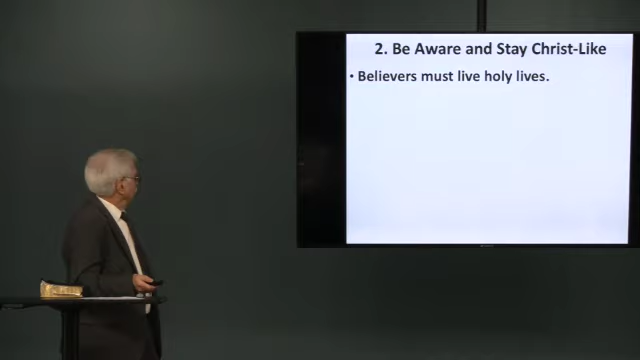 2. Be Aware and Stay Christ-Like
• Believers must live holy lives.